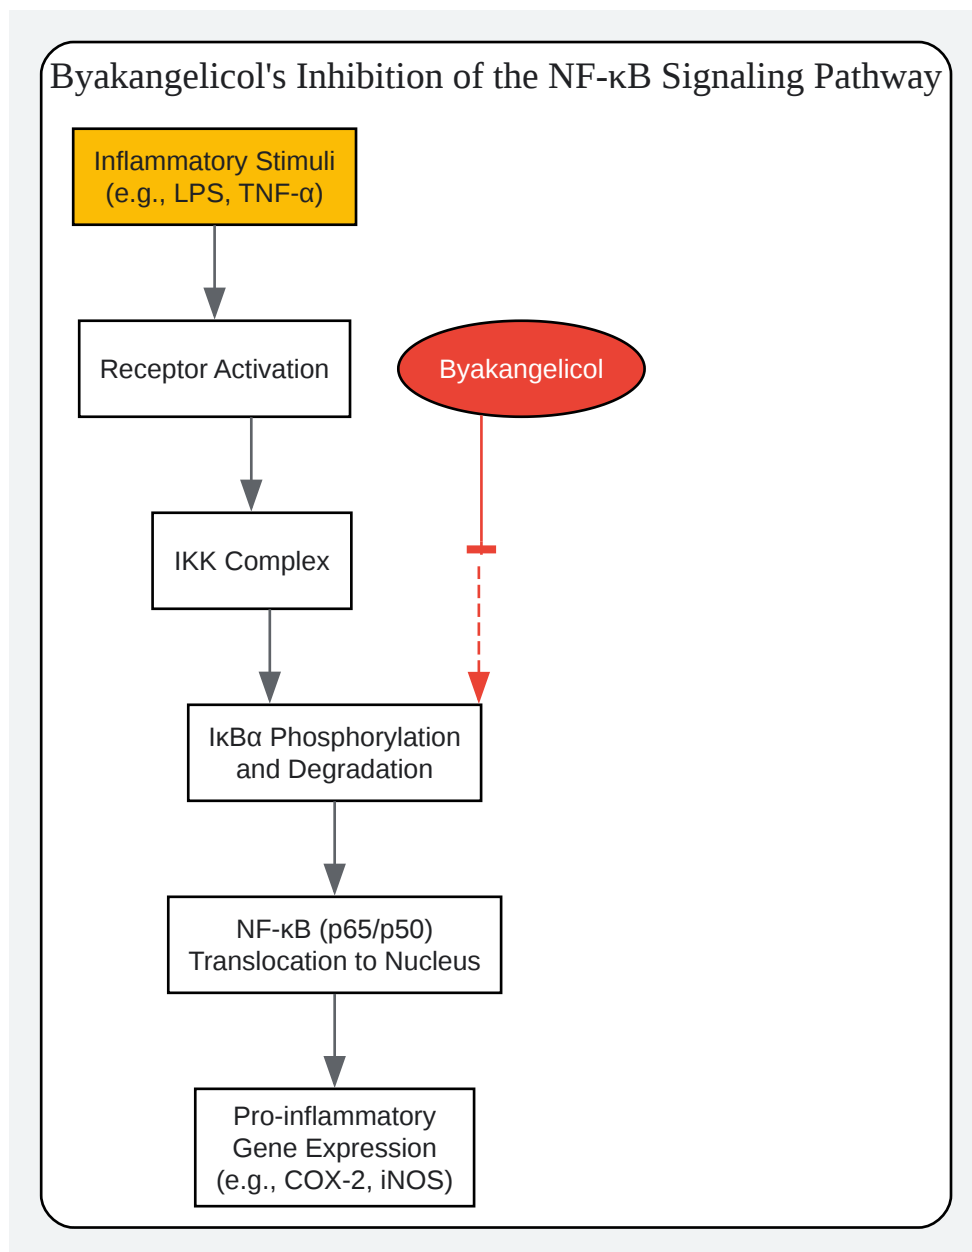 Byakangelicol's Inhibition of the NF-κB Signaling Pathway
Inflammatory Stimuli
(e.g., LPS, TNF-α)
Receptor Activation
Byakangelicol
IKK Complex
IκBα Phosphorylation
and Degradation
NF-κB (p65/p50)
Translocation to Nucleus
Pro-inflammatory
Gene Expression
(e.g., COX-2, iNOS)